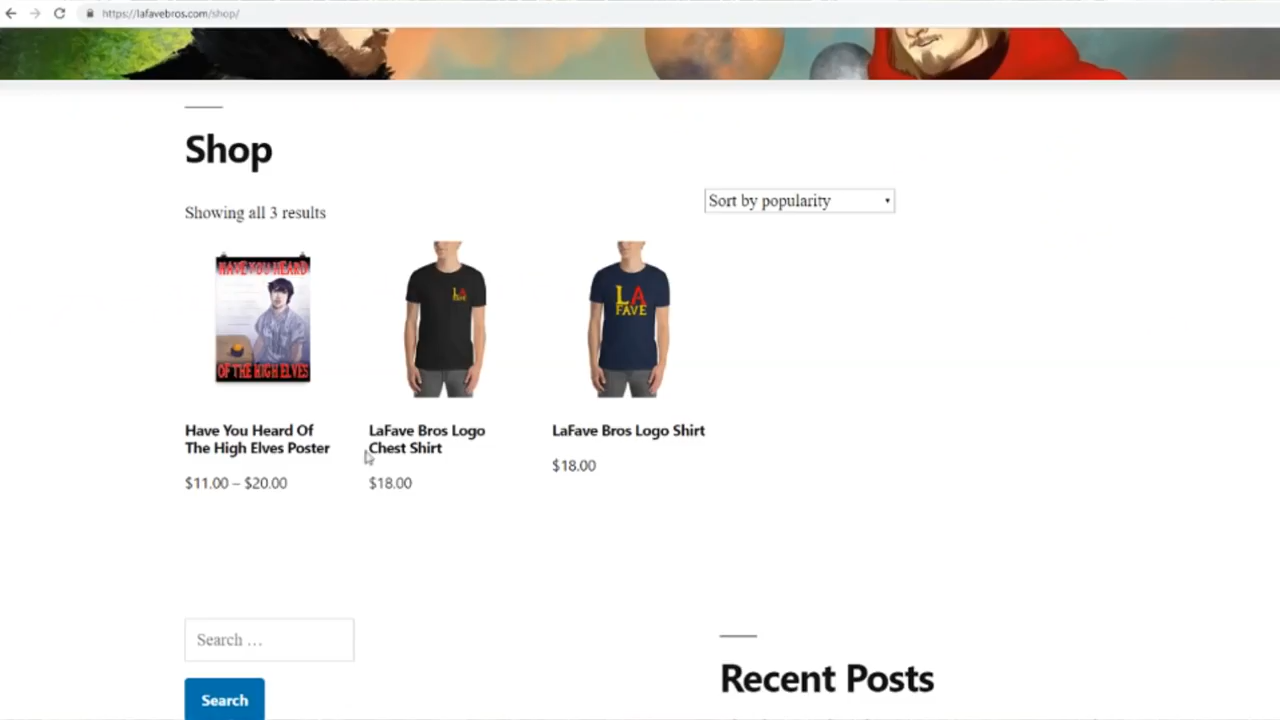 https://lafavebros.com/shop/
Shop
Sort by popularity
Showing all 3 results
HAVE YOU HEARD
OF THE HIGH ELVES
LA
FAVE
LA
FAVE
Have You Heard Of
The High Elves Poster
$11.00 – $20.00
LaFave Bros Logo
Chest Shirt
$18.00
LaFave Bros Logo Shirt
$18.00
Search …
Search
Recent Posts